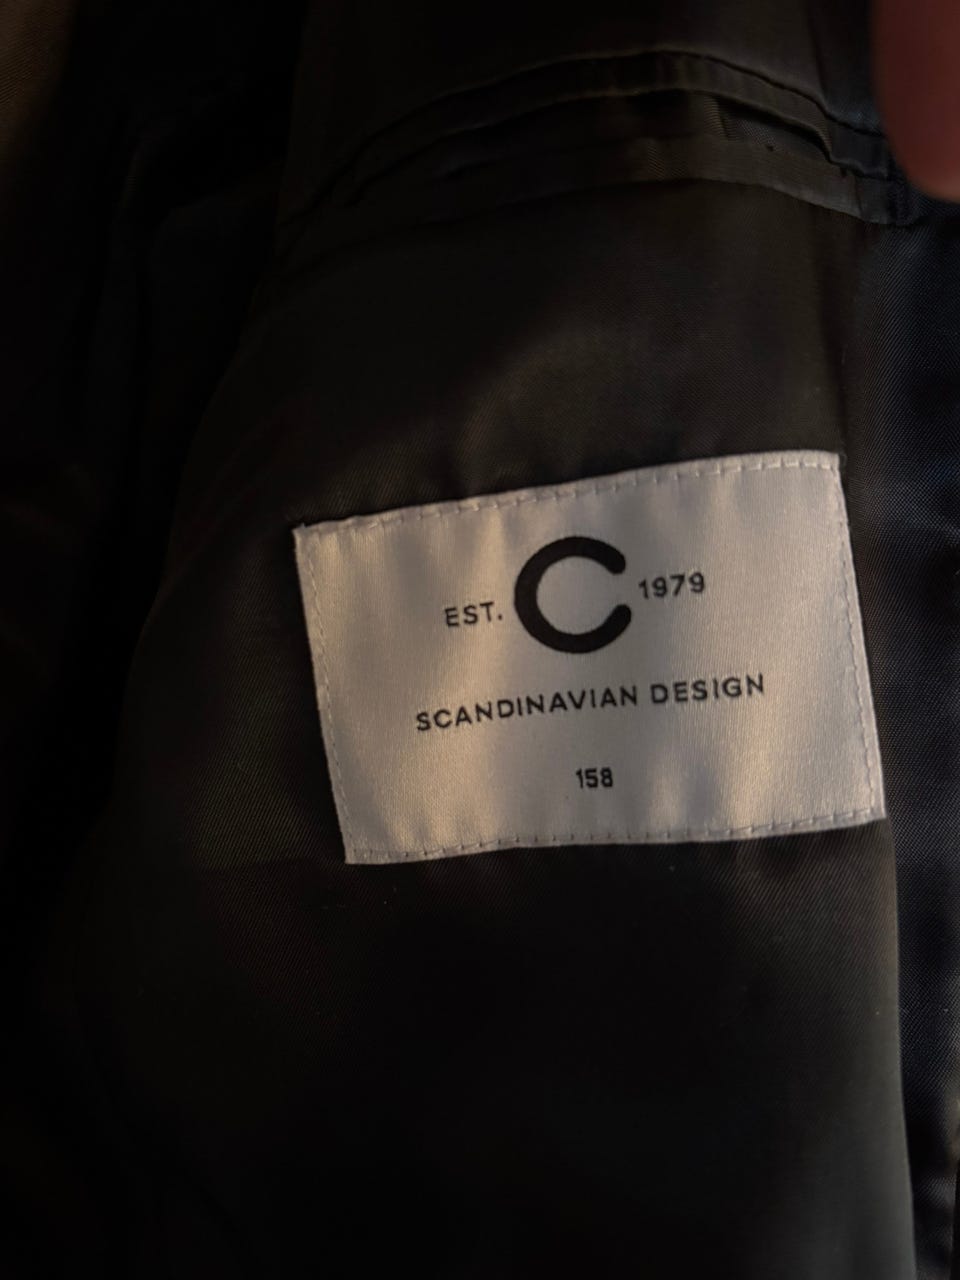 EST. C 1979
SCANDINAVIAN DESIGN
158